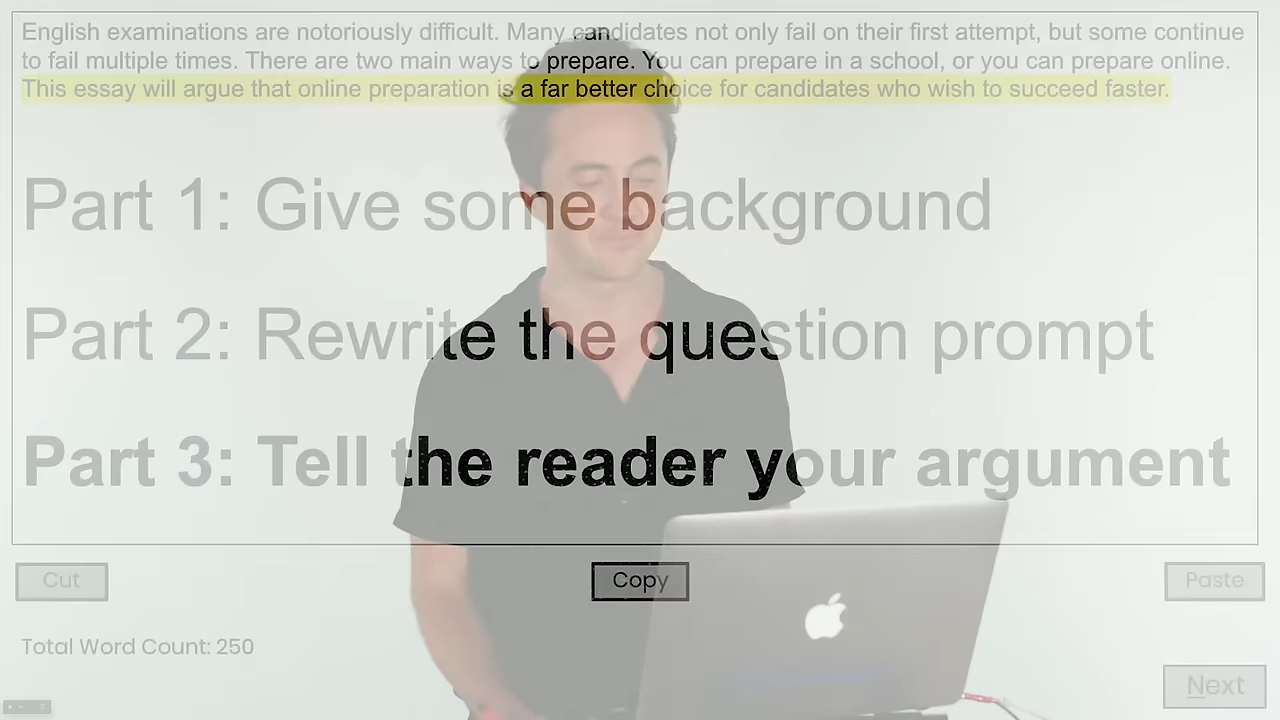 English examinations are notoriously difficult. Many candidates not only fail on their first attempt, but some continue
to fail multiple times. There are two main ways to prepare. You can prepare in a school, or you can prepare online.
This essay will argue that online preparation is a far better choice for candidates who wish to succeed faster.
Part 1: Give some background
Part 2: Rewrite the question prompt
Part 3: Tell the reader your argument
Cut Copy Paste
Total Word Count: 250
Next